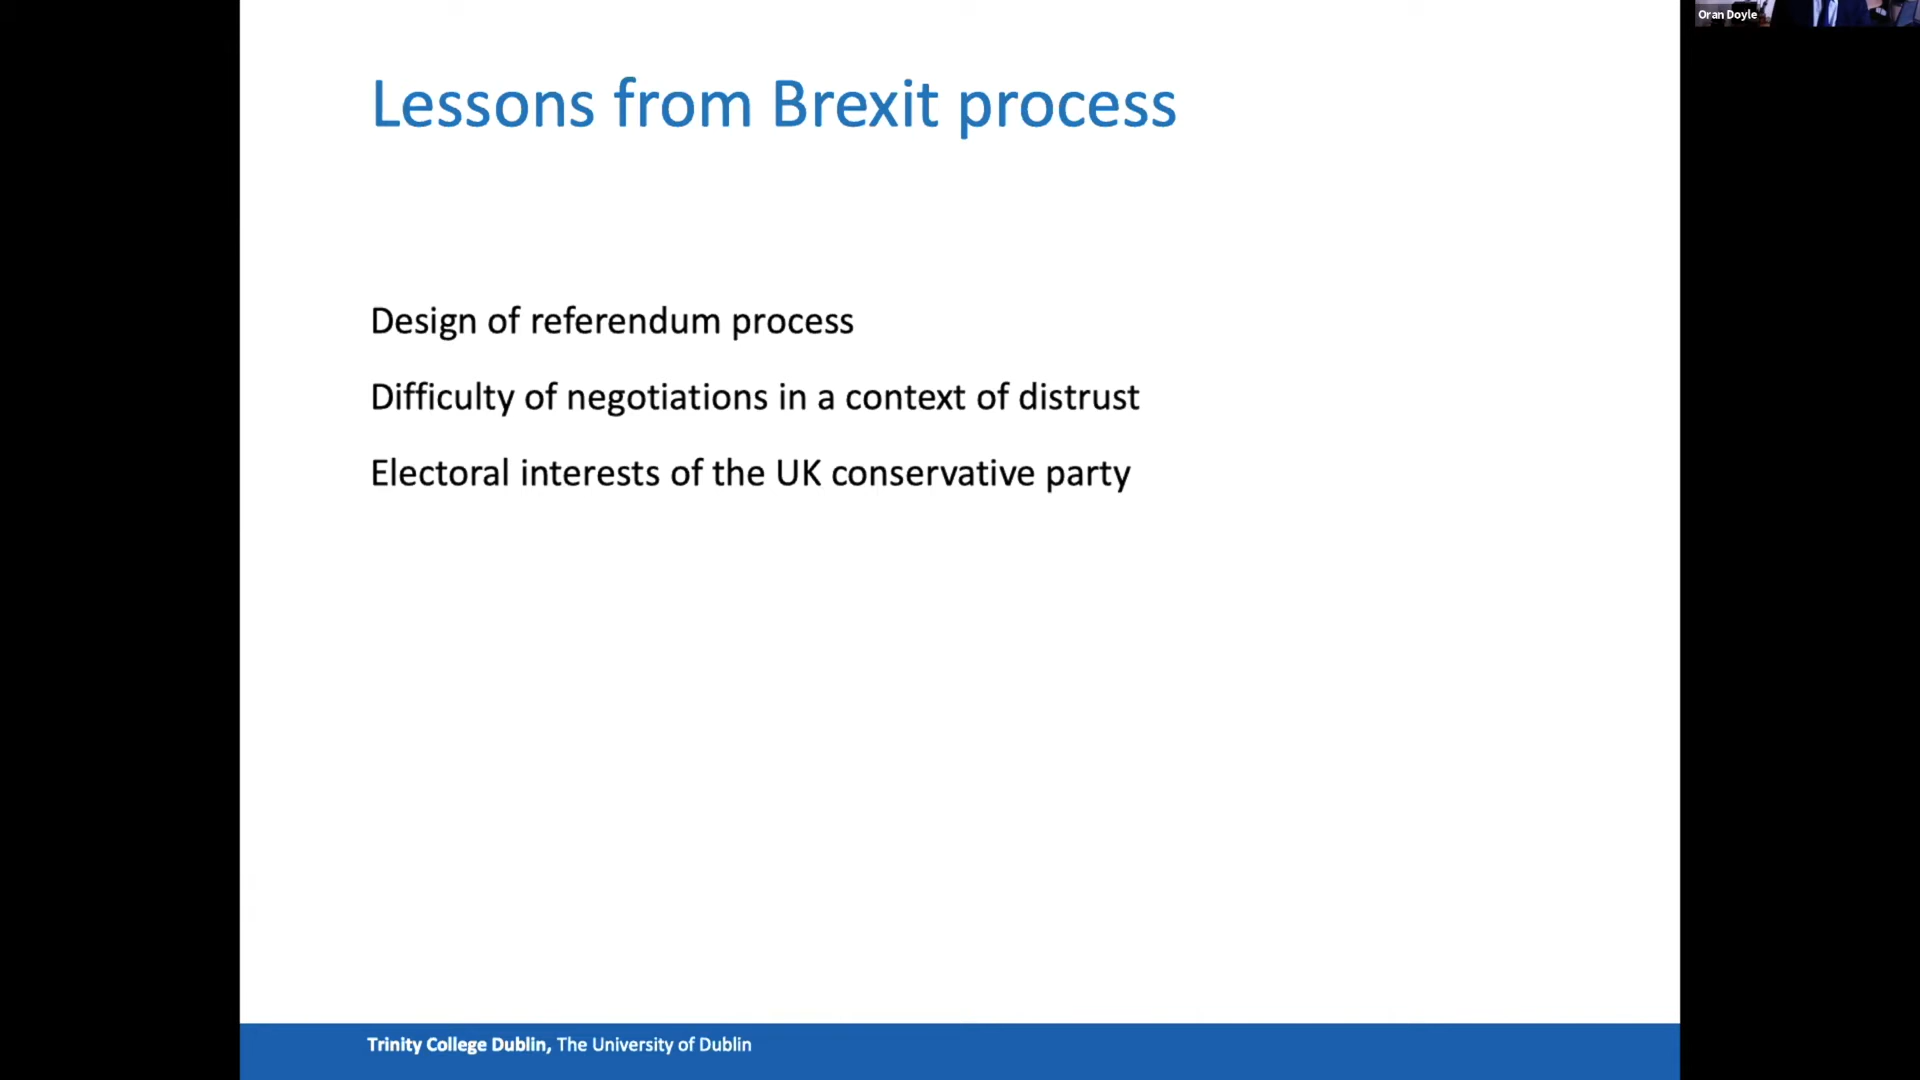 Oran Doyle
Lessons from Brexit process
Design of referendum process
Difficulty of negotiations in a context of distrust
Electoral interests of the UK conservative party
Trinity College Dublin, The University of Dublin